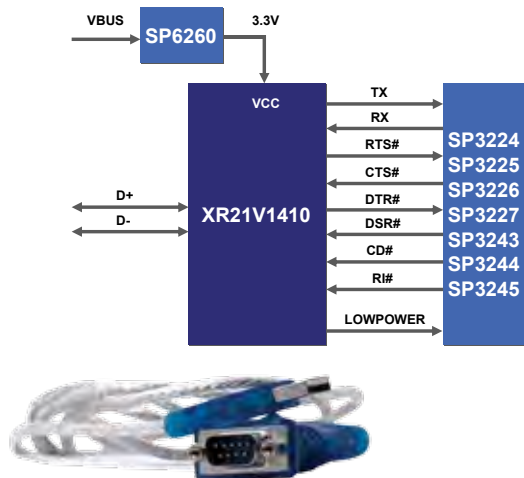 VBUS
SP6260
3.3V
VCC
TX
RX
RTS#
CTS#
DTR#
DSR#
CD#
RI#
LOWPOWER
D+
D-
XR21V1410
SP3224
SP3225
SP3226
SP3227
SP3243
SP3244
SP3245